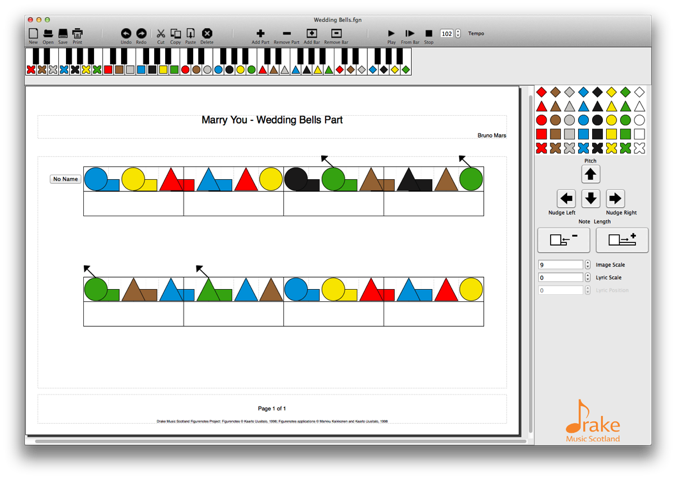 Wedding Bells.fgn
New Open Save Print Undo Redo Cut Copy Paste Delete Add Part Remove Part Add Bar Remove Bar Play From Bar Stop 102 Tempo
Marry You - Wedding Bells Part
Bruno Mars
No Name
Pitch
Nudge Left Nudge Right
Note Length
9 Image Scale
0 Lyric Scale
0 Lyric Position
Page 1 of 1
Drake Music Scotland Figurenotes Project. Figurenotes © Kaarlo Uusitalo, 1996, Figurenotes applications © Markku Kaikkonen and Kaarlo Uusitalo, 1998
Drake
Music Scotland